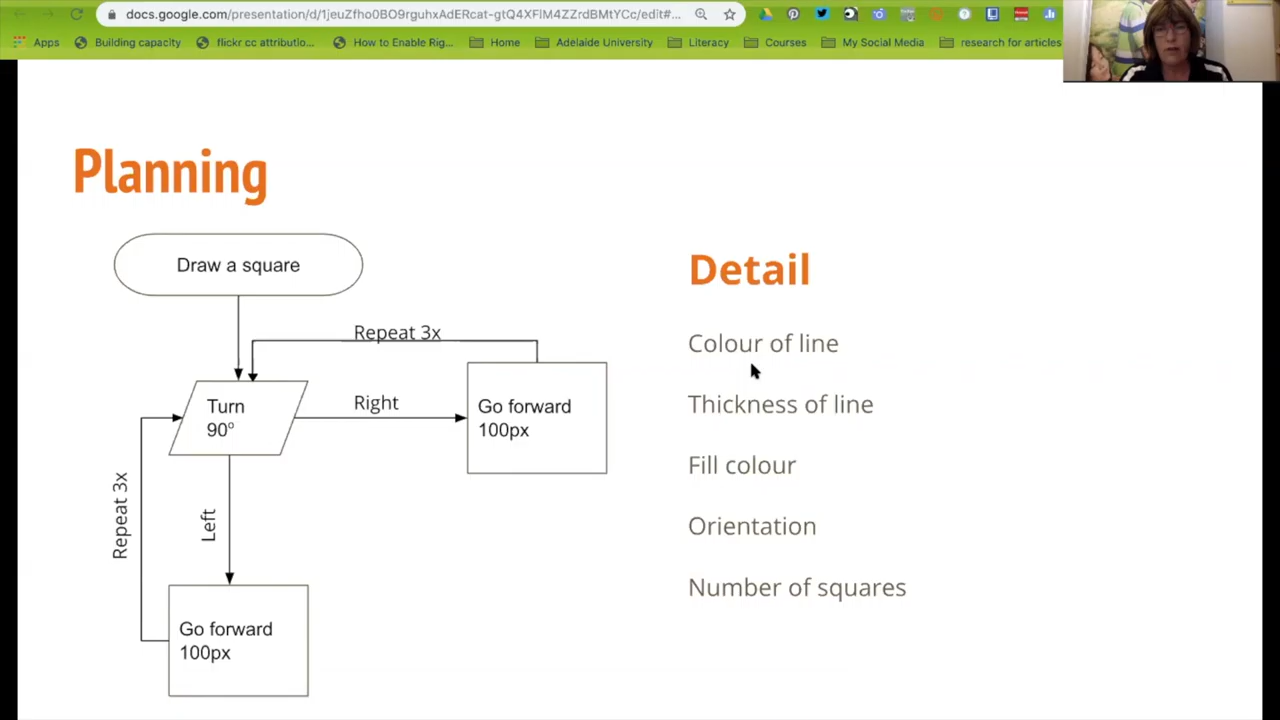 docs.google.com/presentation/d/1jeuZfho0BO9rguhxAdERcat-gtQ4XFlM4ZZrdBMtYCc/edit#...
Apps Building capacity flickr cc attributio... How to Enable Rig... Home Adelaide University Literacy Courses My Social Media research for articles
Planning
Draw a square
Repeat 3x
Turn
90º
Right
Go forward
100px
Repeat 3x
Left
Go forward
100px
Detail
Colour of line
Thickness of line
Fill colour
Orientation
Number of squares